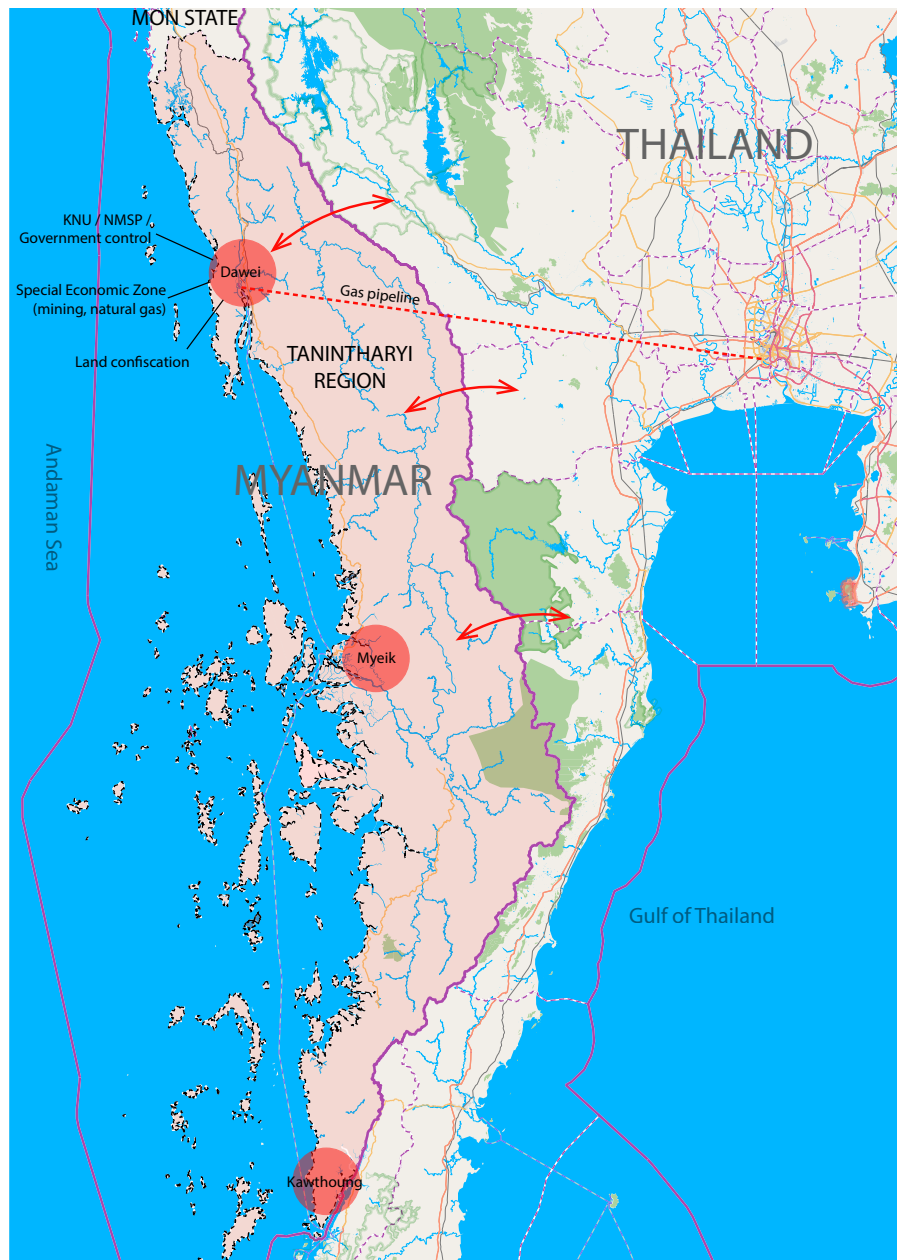 MON STATE
THAILAND
KNU / NMSP /
Government control
Dawei
Special Economic Zone
(mining, natural gas)
Gas pipeline
Land confiscation
TANINTHARYI
REGION
MYANMAR
Andaman Sea
Myeik
Gulf of Thailand
Kawthoung